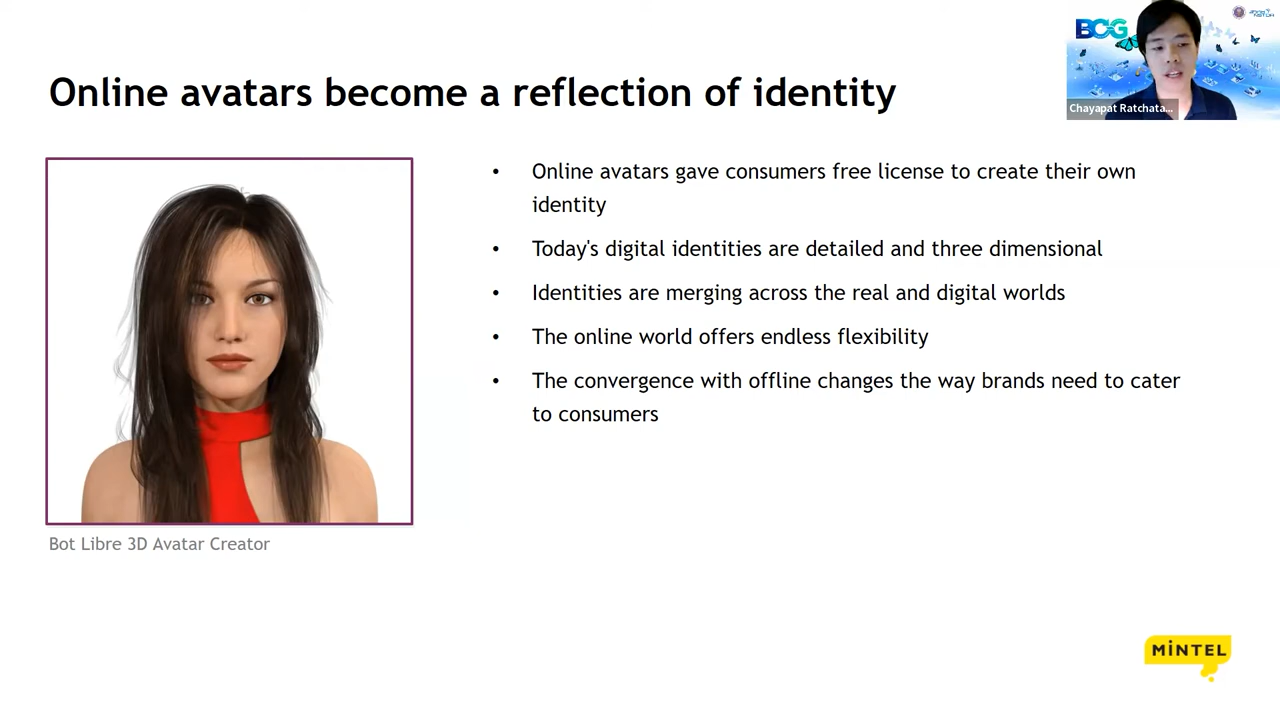 Online avatars become a reflection of identity
BCG
Chayapat Ratchata...
• Online avatars gave consumers free license to create their own
identity
• Today's digital identities are detailed and three dimensional
• Identities are merging across the real and digital worlds
• The online world offers endless flexibility
• The convergence with offline changes the way brands need to cater
to consumers
Bot Libre 3D Avatar Creator
MiNTEL